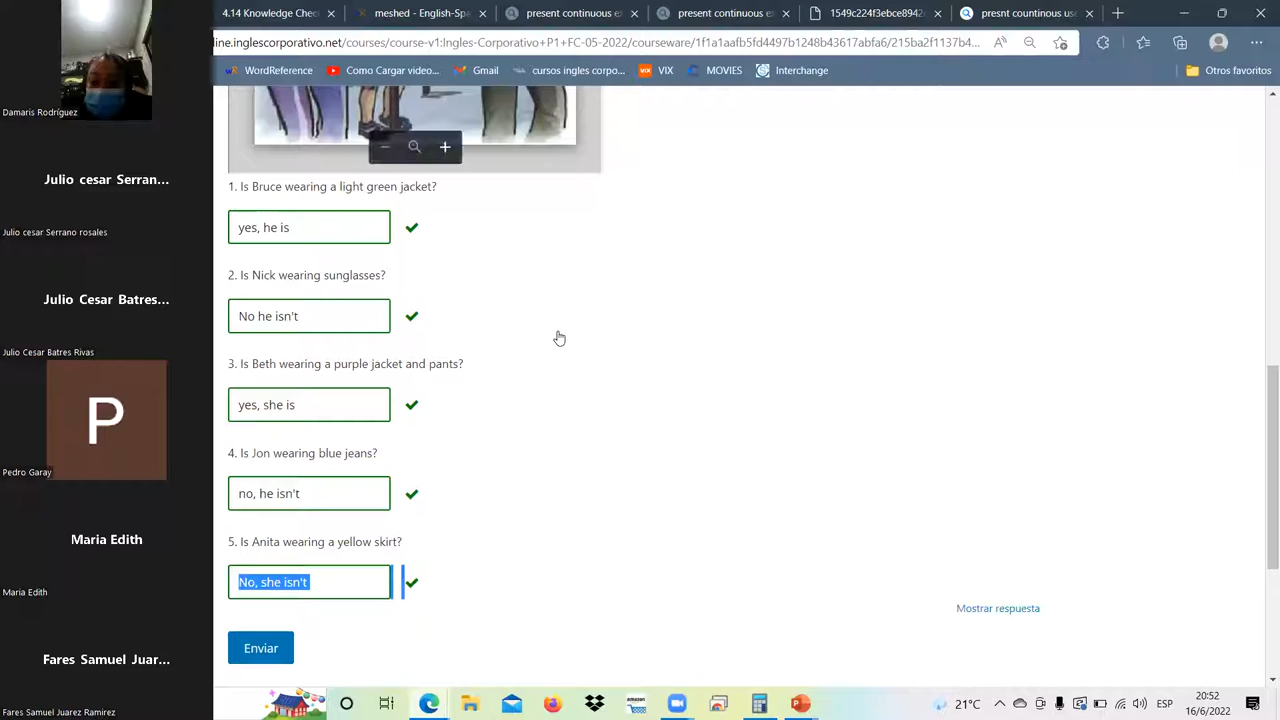 4.14 Knowledge Chec
meshed - English-Spa
present continuous ex
present continuous es
1549c224f3ebce8942
presnt countinous use
line.inglescorporativo.net/courses/course-v1:Ingles-Corporativo+P1+FC-05-2022/courseware/1f1a1aafb5fd4497b1248b43617abfa6/215ba2f1137b4...
WordReference
Como Cargar video...
Gmail
cursos ingles corpo...
VIX
MOVIES
Interchange
Otros favoritos
Damaris Rodríguez
Julio cesar Serran...
Julio cesar Serrano rosales
Julio Cesar Batres...
Julio Cesar Batres Rivas
P
Pedro Garay
Maria Edith
Maria Edith
Fares Samuel Juar...
Fares Samuel Juarez Ramirez
1. Is Bruce wearing a light green jacket?
yes, he is
2. Is Nick wearing sunglasses?
No he isn't
3. Is Beth wearing a purple jacket and pants?
yes, she is
4. Is Jon wearing blue jeans?
no, he isn't
5. Is Anita wearing a yellow skirt?
No, she isn't
Mostrar respuesta
Enviar
21°C
ESP
20:52
16/6/2022